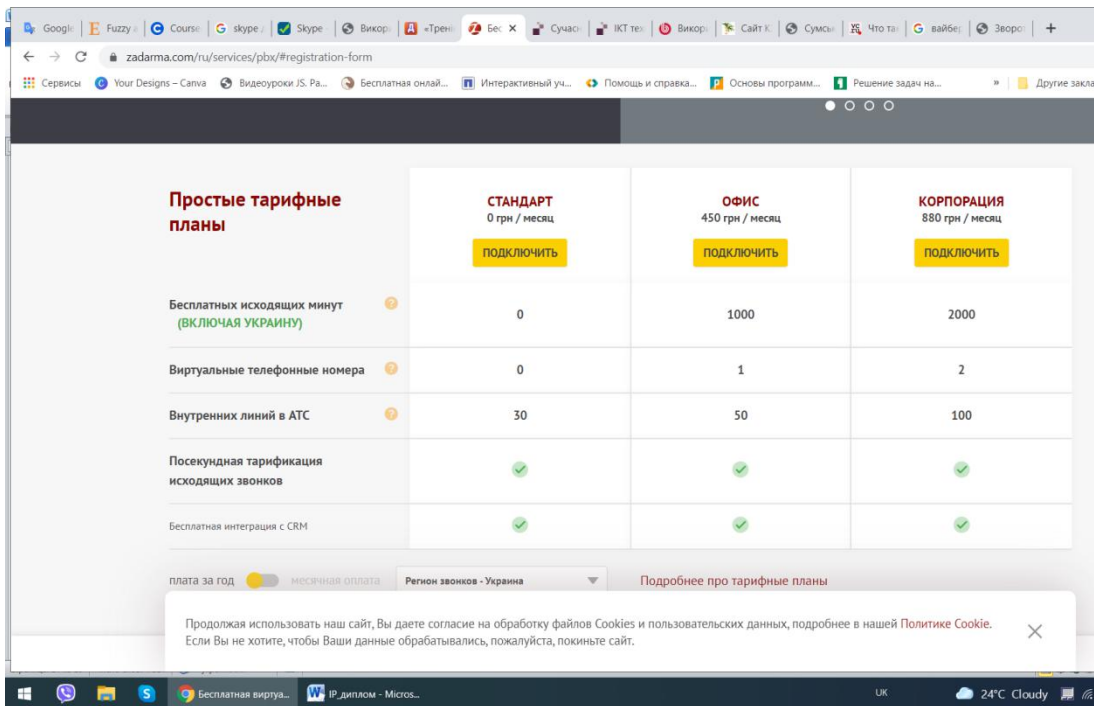 Google
Fuzzy
Course
skype
Skype
Викор
«Трен
Бес
Сучас
ІКТ тех
Викор
Сайт К
Сумсь
Что та
вайбе
Зворо
zadarma.com/ru/services/pbx/#registration-form
Сервисы
Your Designs – Canva
Видеоуроки JS. Ра...
Бесплатная онлай...
Интерактивный уч...
Помощь и справка...
Основы программ...
Решение задач на...
»
Другие закла
Простые тарифные
планы
СТАНДАРТ
0 грн / месяц
ПОДКЛЮЧИТЬ
ОФИС
450 грн / месяц
ПОДКЛЮЧИТЬ
КОРПОРАЦИЯ
880 грн / месяц
ПОДКЛЮЧИТЬ
Бесплатных исходящих минут ?
(ВКЛЮЧАЯ УКРАИНУ)
0 1000 2000
Виртуальные телефонные номера ? 0 1 2
Внутренних линий в АТС ? 30 50 100
Посекундная тарификация
исходящих звонков
Бесплатная интеграция с CRM
плата за год месячная оплата Регион звонков - Украина Подробнее про тарифные планы
Продолжая использовать наш сайт, Вы даете согласие на обработку файлов Cookies и пользовательских данных, подробнее в нашей Политике Cookie.
Если Вы не хотите, чтобы Ваши данные обрабатывались, пожалуйста, покиньте сайт.
Бесплатная виртуа...
ІР_диплом - Micros...
UK
24°C Cloudy